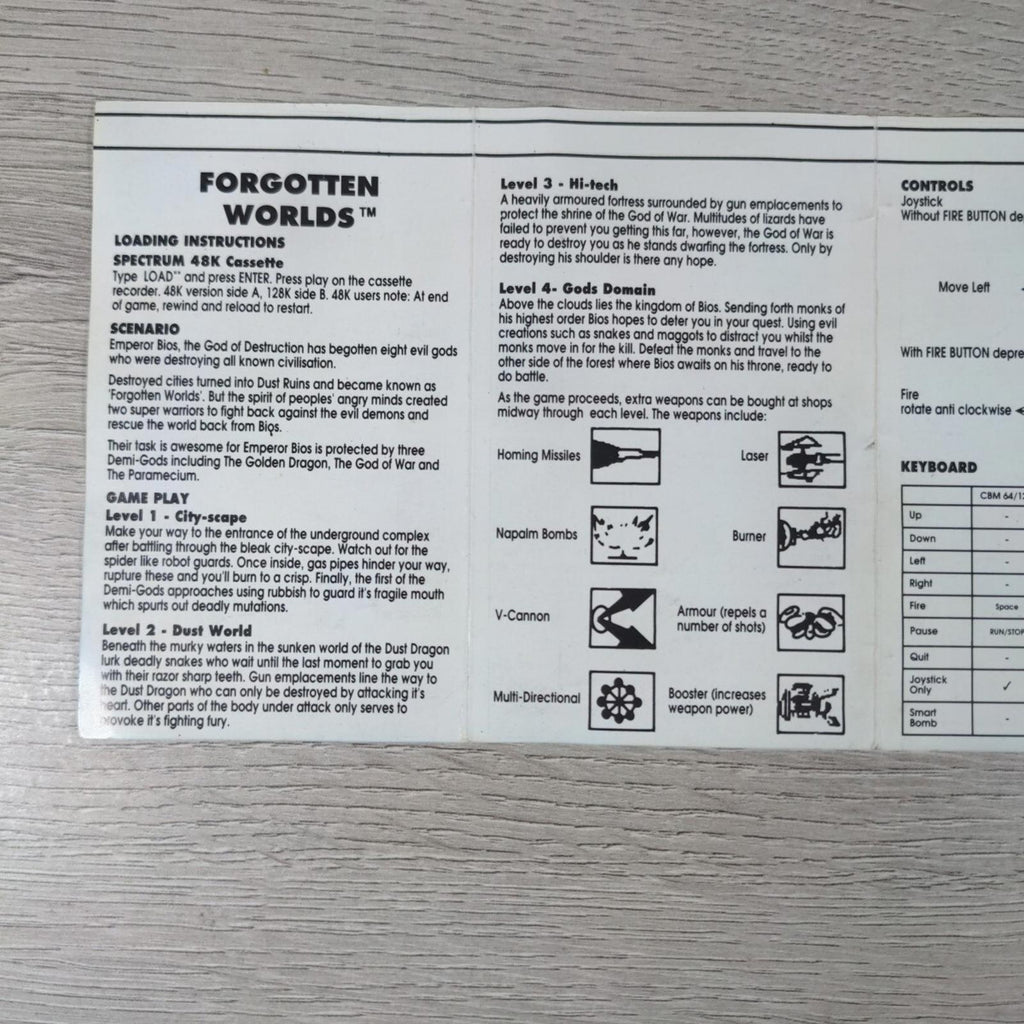 FORGOTTEN
WORLDS™
LOADING INSTRUCTIONS
SPECTRUM 48K Cassette
Type LOAD"" and press ENTER. Press play on the cassette
recorder. 48K version side A, 128K side B. 48K users note: At end
of game, rewind and reload to restart.
SCENARIO
Emperor Bios, the God of Destruction has begotten eight evil gods
who were destroying all known civilisation.
Destroyed cities turned into Dust Ruins and became known as
'Forgotten Worlds'. But the spirit of peoples' angry minds created
two super warriors to fight back against the evil demons and
rescue the world back from Bios.
Their task is awesome for Emperor Bios is protected by three
Demi-Gods including The Golden Dragon, The God of War and
The Paramecium.
GAME PLAY
Level 1 - City-scape
Make your way to the entrance of the underground complex
after battling through the bleak city-scape. Watch out for the
spider like robot guards. Once inside, gas pipes hinder your way,
rupture these and you'll burn to a crisp. Finally, the first of the
Demi-Gods approaches using rubbish to guard it's fragile mouth
which spurts out deadly mutations.
Level 2 - Dust World
Beneath the murky waters in the sunken world of the Dust Dragon
lurk deadly snakes who wait until the last moment to grab you
with their razor sharp teeth. Gun emplacements line the way to
the Dust Dragon who can only be destroyed by attacking it's
heart. Other parts of the body under attack only serves to
provoke it's fighting fury.
Level 3 - Hi-tech
A heavily armoured fortress surrounded by gun emplacements to
protect the shrine of the God of War. Multitudes of lizards have
failed to prevent you getting this far, however, the God of War is
ready to destroy you as he stands dwarfing the fortress. Only by
destroying his shoulder is there any hope.
Level 4- Gods Domain
Above the clouds lies the kingdom of Bios. Sending forth monks of
his highest order Bios hopes to deter you in your quest. Using evil
creations such as snakes and maggots to distract you whilst the
monks move in for the kill. Defeat the monks and travel to the
other side of the forest where Bios awaits on his throne, ready to
do battle.
As the game proceeds, extra weapons can be bought at shops
midway through each level. The weapons include:
Homing Missiles
Laser
Napalm Bombs
Burner
V-Cannon
Armour (repels a
number of shots)
Multi-Directional
Booster (increases
weapon power)
CONTROLS
Joystick
Without FIRE BUTTON de
Move Left
With FIRE BUTTON depre
Fire
rotate anti clockwise
KEYBOARD
CBM 64/12
Up -
Down -
Left -
Right -
Fire Space
Pause RUN/STOP
Quit -
Joystick
Only ✓
Smart
Bomb -